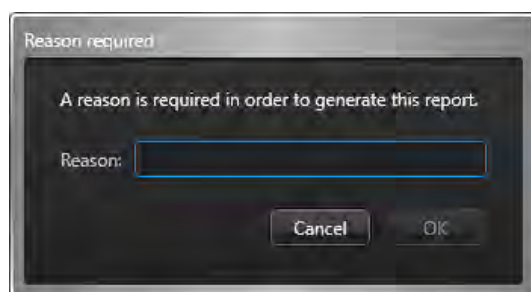 Reason required
A reason is required in order to generate this report.
Reason:
Cancel OK